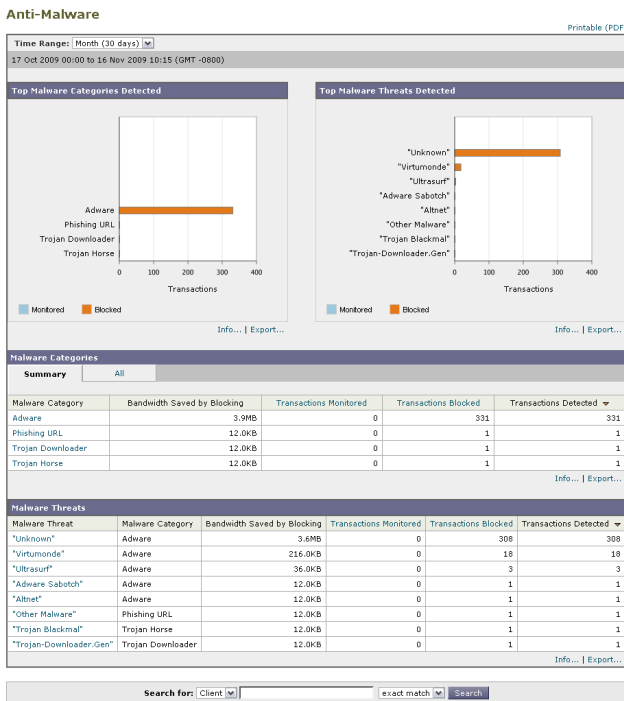 Anti-Malware
Printable (PDF
Time Range: Month (30 days)
17 Oct 2009 00:00 to 16 Nov 2009 10:15 (GMT -0800)
Top Malware Categories Detected
Adware
Phishing URL
Trojan Downloader
Trojan Horse
0 100 200 300 400
Transactions
Monitored Blocked
Info... | Export...
Top Malware Threats Detected
"Unknown"
"Virtumonde"
"Ultrasurf"
"Adware Sabotch"
"Altnet"
"Other Malware"
"Trojan Blackmal"
"Trojan-Downloader.Gen"
0 100 200 300 400
Transactions
Monitored Blocked
Info... | Export...
Malware Categories
Summary All
Malware Category Bandwidth Saved by Blocking Transactions Monitored Transactions Blocked Transactions Detected
Adware 3.9MB 0 331 331
Phishing URL 12.0KB 0 1 1
Trojan Downloader 12.0KB 0 1 1
Trojan Horse 12.0KB 0 1 1
Info... | Export...
Malware Threats
Malware Threat Malware Category Bandwidth Saved by Blocking Transactions Monitored Transactions Blocked Transactions Detected
"Unknown" Adware 3.6MB 0 308 308
"Virtumonde" Adware 216.0KB 0 18 18
"Ultrasurf" Adware 36.0KB 0 3 3
"Adware Sabotch" Adware 12.0KB 0 1 1
"Altnet" Adware 12.0KB 0 1 1
"Other Malware" Phishing URL 12.0KB 0 1 1
"Trojan Blackmal" Trojan Horse 12.0KB 0 1 1
"Trojan-Downloader.Gen" Trojan Downloader 12.0KB 0 1 1
Info... | Export...
Search for: Client exact match Search